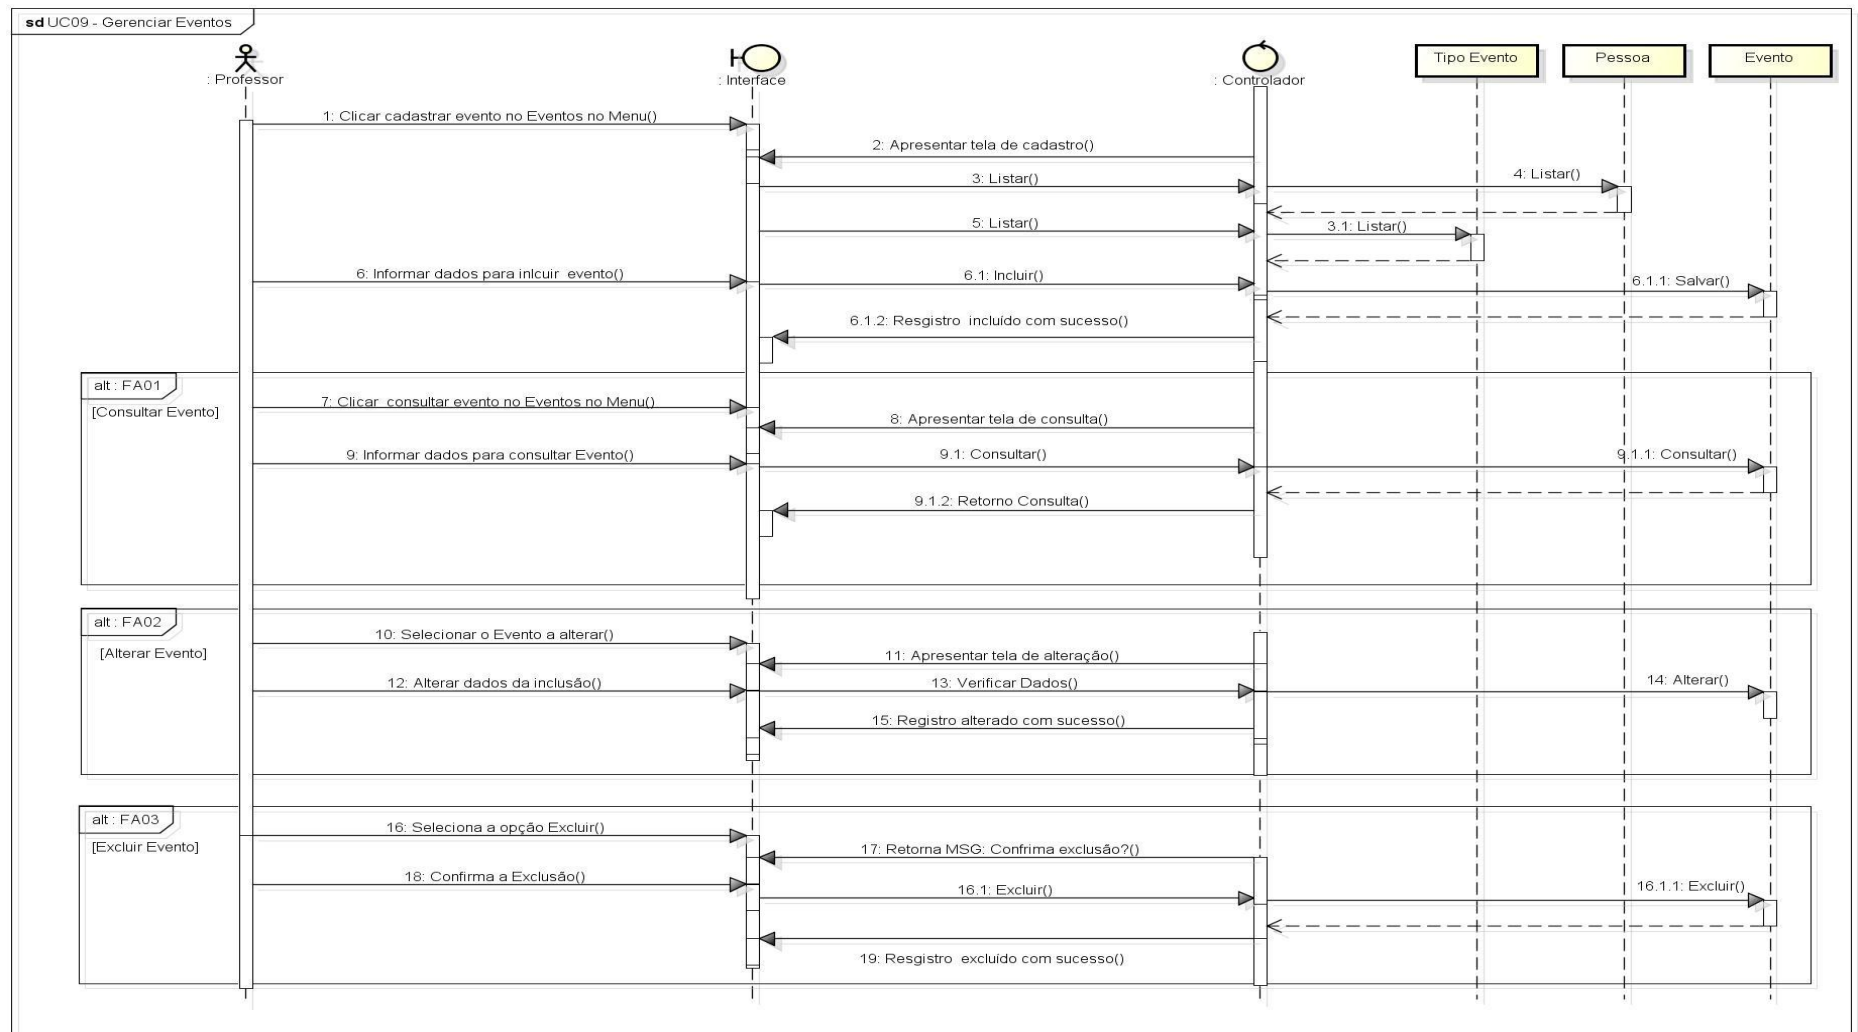 sd UC09 - Gerenciar Eventos
: Professor
: Interface
: Controlador
Tipo Evento
Pessoa
Evento
1: Clicar cadastrar evento no Eventos no Menu()
2: Apresentar tela de cadastro()
3: Listar()
4: Listar()
5: Listar()
3.1: Listar()
6: Informar dados para inlcuir evento()
6.1: Incluir()
6.1.1: Salvar()
6.1.2: Resgistro incluído com sucesso()
alt : FA01
[Consultar Evento]
7: Clicar consultar evento no Eventos no Menu()
8: Apresentar tela de consulta()
9: Informar dados para consultar Evento()
9.1: Consultar()
9.1.1: Consultar()
9.1.2: Retorno Consulta()
alt : FA02
[Alterar Evento]
10: Selecionar o Evento a alterar()
11: Apresentar tela de alteração()
12: Alterar dados da inclusão()
13: Verificar Dados()
14: Alterar()
15: Registro alterado com sucesso()
alt : FA03
[Excluir Evento]
16: Seleciona a opção Excluir()
17: Retorna MSG: Confrima exclusão?()
18: Confirma a Exclusão()
16.1: Excluir()
16.1.1: Excluir()
19: Resgistro excluído com sucesso()